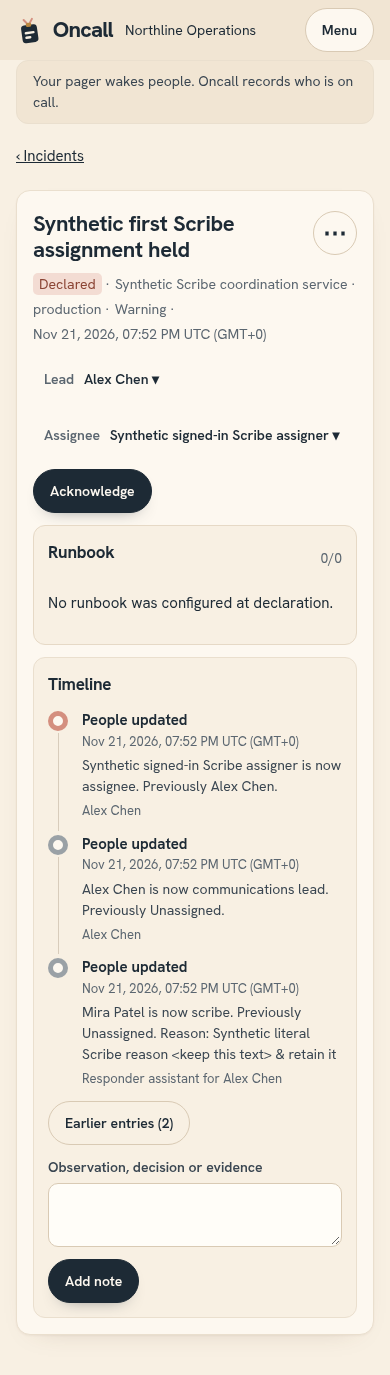 Oncall Northline Operations Menu
Your pager wakes people. Oncall records who is on
call.
‹ Incidents
Synthetic first Scribe
assignment held
...
Declared · Synthetic Scribe coordination service ·
production · Warning ·
Nov 21, 2026, 07:52 PM UTC (GMT+0)
Lead Alex Chen ▾
Assignee Synthetic signed-in Scribe assigner ▾
Acknowledge
Runbook 0/0
No runbook was configured at declaration.
Timeline
People updated
Nov 21, 2026, 07:52 PM UTC (GMT+0)
Synthetic signed-in Scribe assigner is now
assignee. Previously Alex Chen.
Alex Chen
People updated
Nov 21, 2026, 07:52 PM UTC (GMT+0)
Alex Chen is now communications lead.
Previously Unassigned.
Alex Chen
People updated
Nov 21, 2026, 07:52 PM UTC (GMT+0)
Mira Patel is now scribe. Previously
Unassigned. Reason: Synthetic literal
Scribe reason <keep this text> & retain it
Responder assistant for Alex Chen
Earlier entries (2)
Observation, decision or evidence
Add note